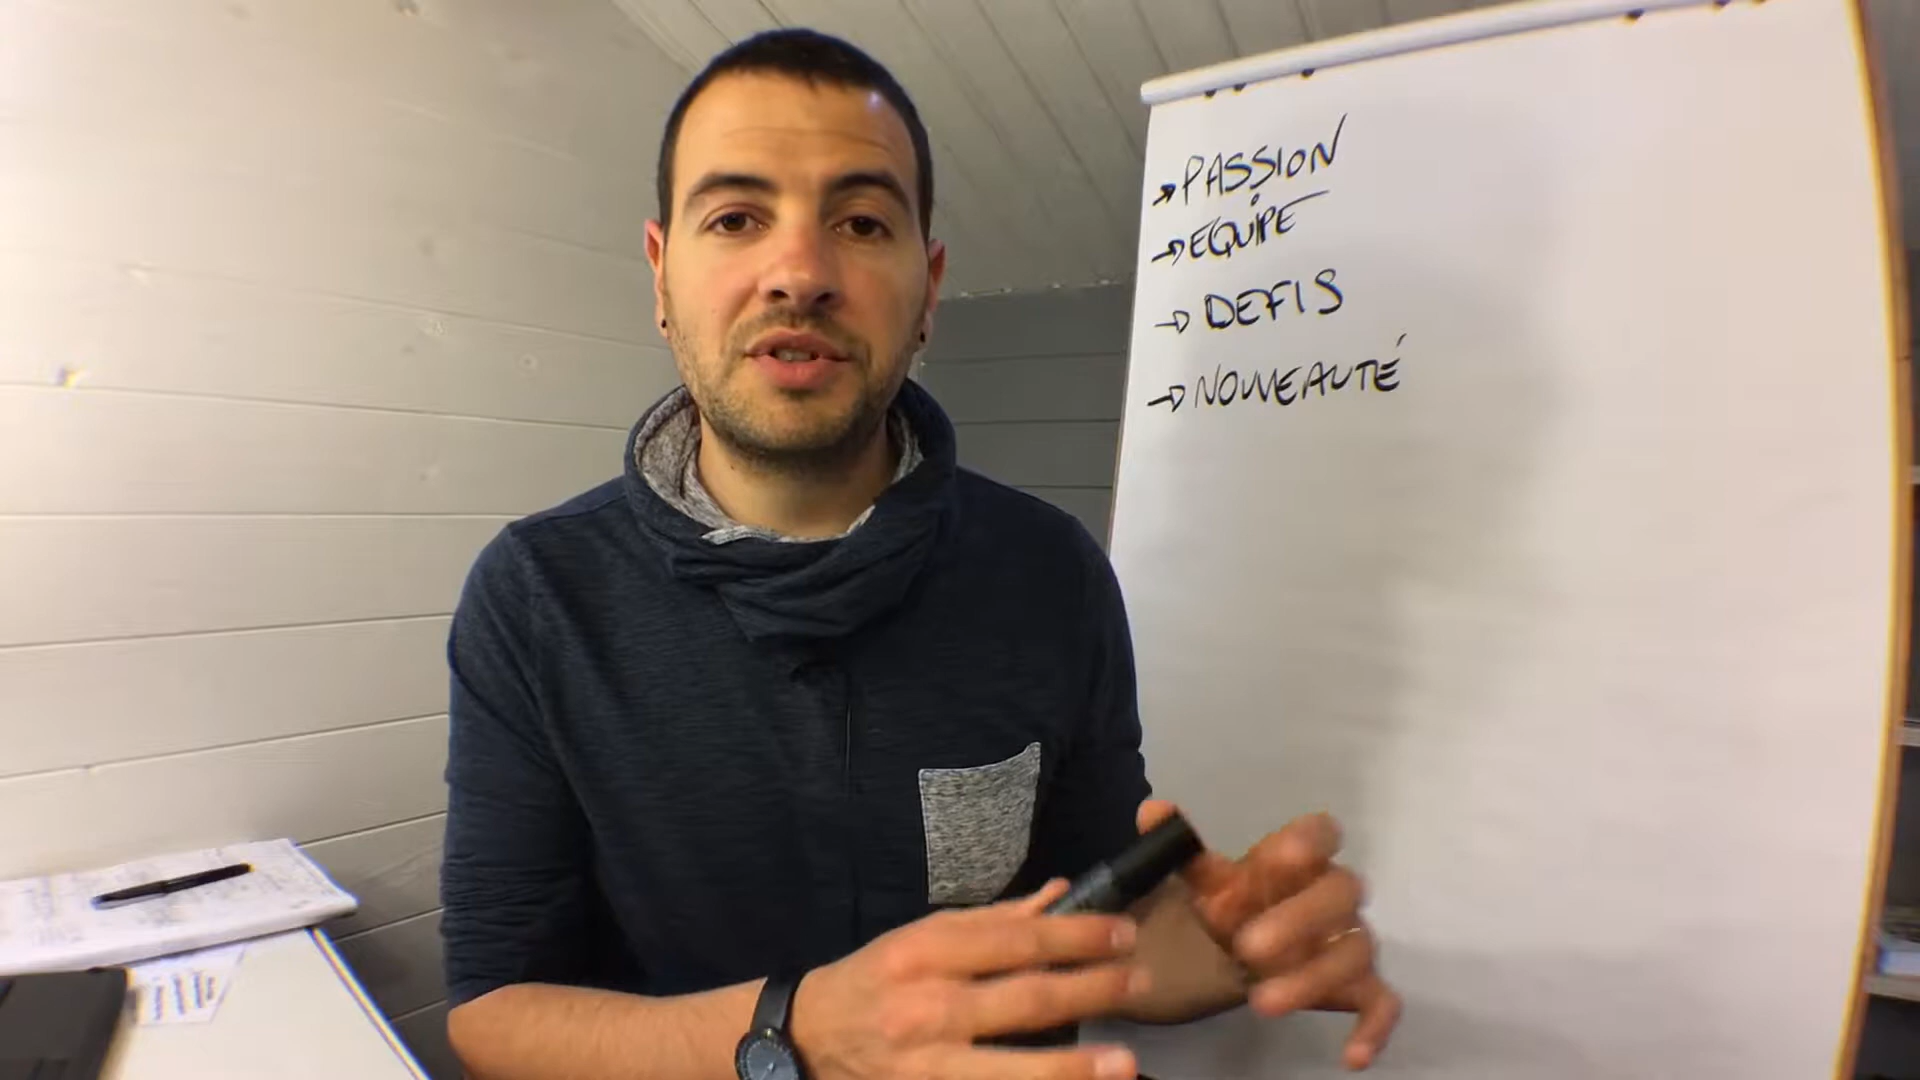 → PASSION
→ EQUIPE
→ DEFIS
→ NOUVEAUTÉ